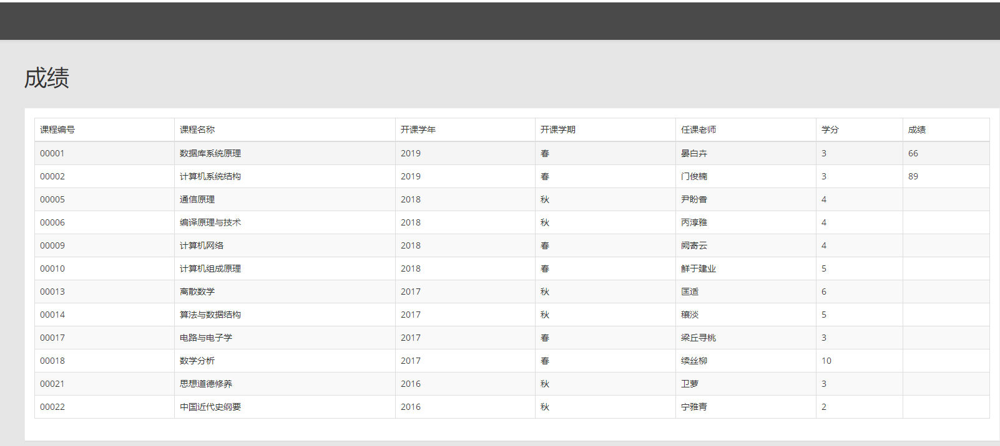 成绩
课程编号 课程名称 开课学年 开课学期 任课老师 学分 成绩
00001 数据库系统原理 2019 春 晏白卉 3 66
00002 计算机系统结构 2019 春 门俊楠 3 89
00005 通信原理 2018 秋 尹盼香 4
00006 编译原理与技术 2018 秋 丙淳雅 4
00009 计算机网络 2018 春 阙寄云 4
00010 计算机组成原理 2018 春 鲜于建业 5
00013 离散数学 2017 秋 匡适 6
00014 算法与数据结构 2017 秋 穰淡 5
00017 电路与电子学 2017 春 梁丘寻桃 3
00018 数学分析 2017 春 续丝柳 10
00021 思想道德修养 2016 秋 卫萝 3
00022 中国近代史纲要 2016 秋 宁雅青 2